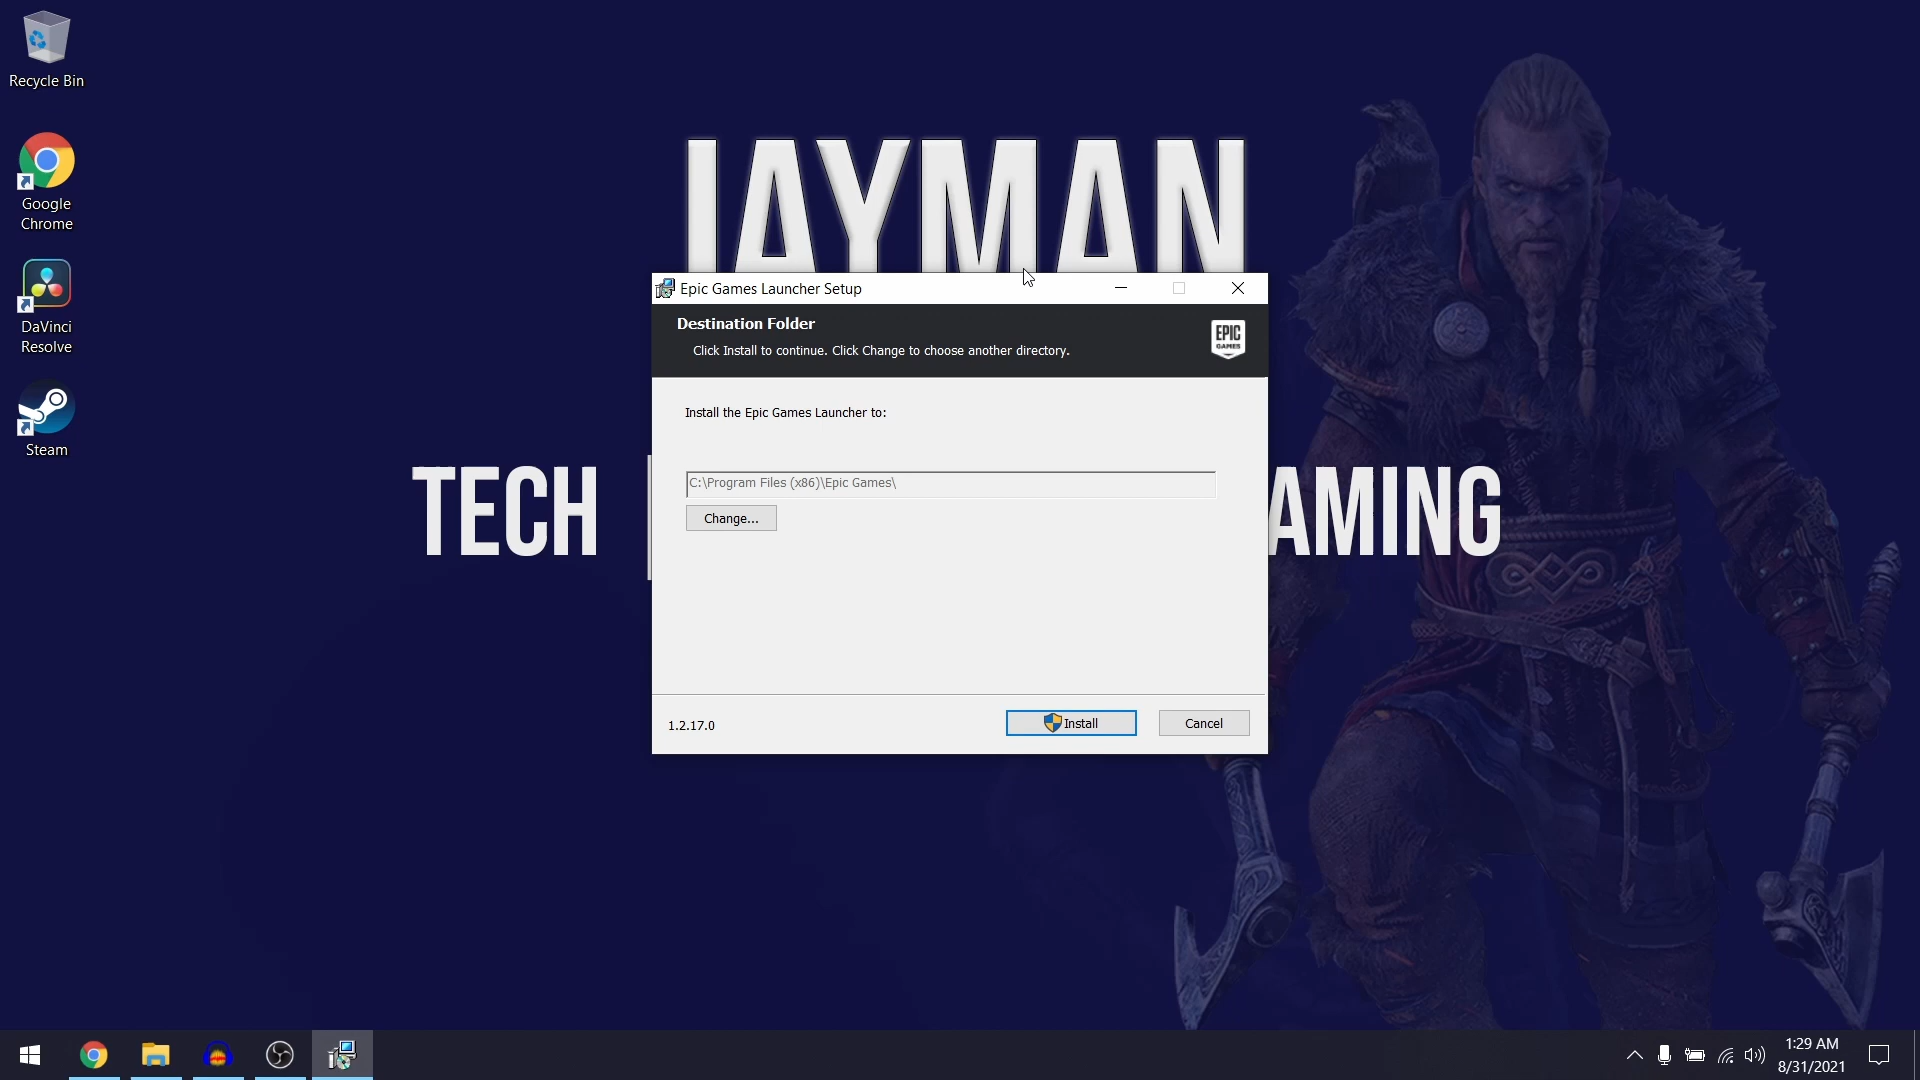 Recycle Bin
Google
Chrome
DaVinci
Resolve
Steam
JAYMAN
TECH | AMING
Epic Games Launcher Setup
Destination Folder
Click Install to continue. Click Change to choose another directory.
EPIC
GAMES
Install the Epic Games Launcher to:
C:\Program Files (x86)\Epic Games\
Change...
1.2.17.0
Install
Cancel
1:29 AM
8/31/2021